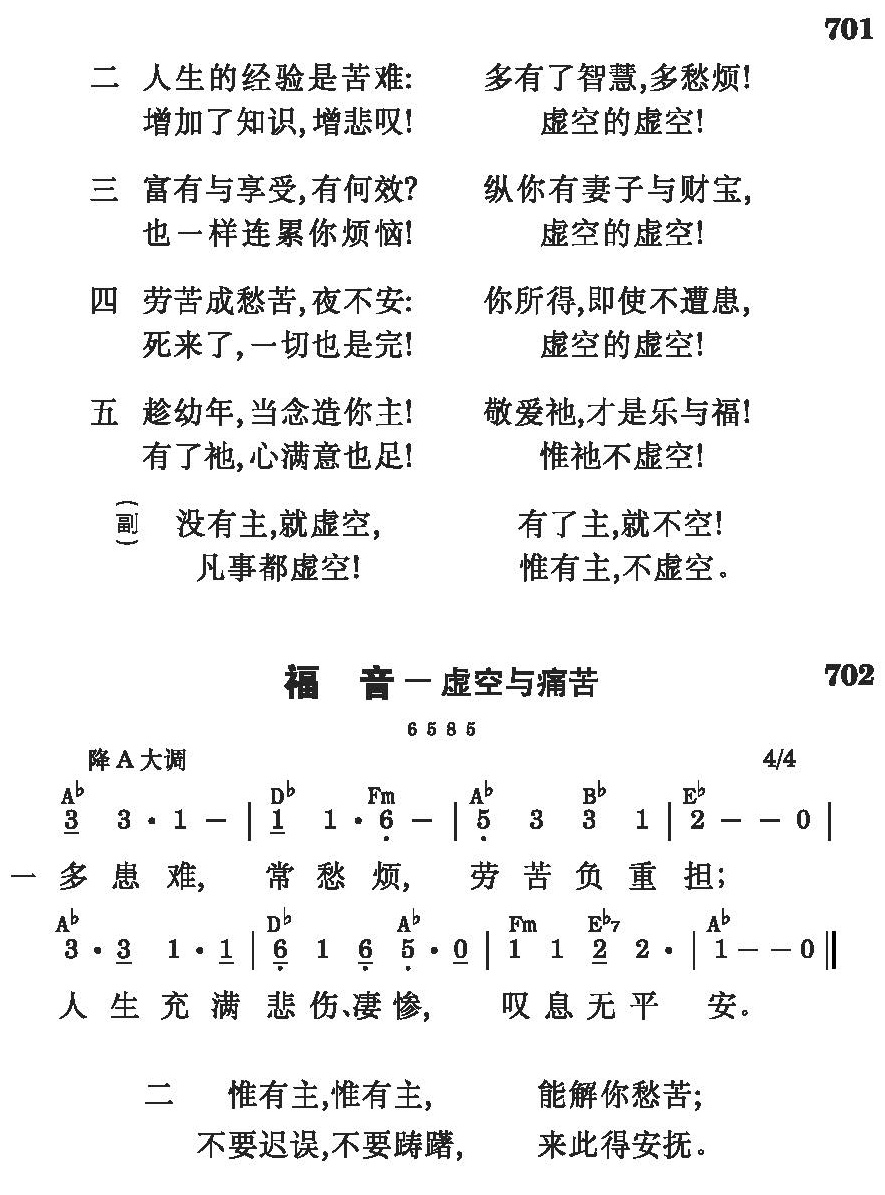 701
二 人生的经验是苦难: 多有了智慧,多愁烦!
增加了知识,增悲叹! 虚空的虚空!
三 富有与享受,有何效? 纵你有妻子与财宝,
也一样连累你烦恼! 虚空的虚空!
四 劳苦成愁苦,夜不安: 你所得,即使不遭患,
死来了,一切也是完! 虚空的虚空!
五 趁幼年,当念造你主! 敬爱祂,才是乐与福!
有了祂,心满意也足! 惟祂不虚空!
(副) 没有主,就虚空, 有了主,就不空!
凡事都虚空! 惟有主,不虚空。
福 音—虚空与痛苦 702
6 5 8 5
降A大调 4/4
A♭ D♭ Fm A♭ B♭ E♭
3 3 · 1 － | 1 1 · 6 － | 5 3 3 1 | 2 － － 0 |
一 多患难, 常愁烦, 劳苦负重担;
A♭ D♭ A♭ Fm E♭7 A♭
3 · 3 1 · 1 | 6 1 6 5 · 0 | 1 1 2 2 · | 1 － － 0 ‖
人生充满悲伤、凄惨, 叹息无平安。
二 惟有主,惟有主, 能解你愁苦;
不要迟误,不要踌躇, 来此得安抚。